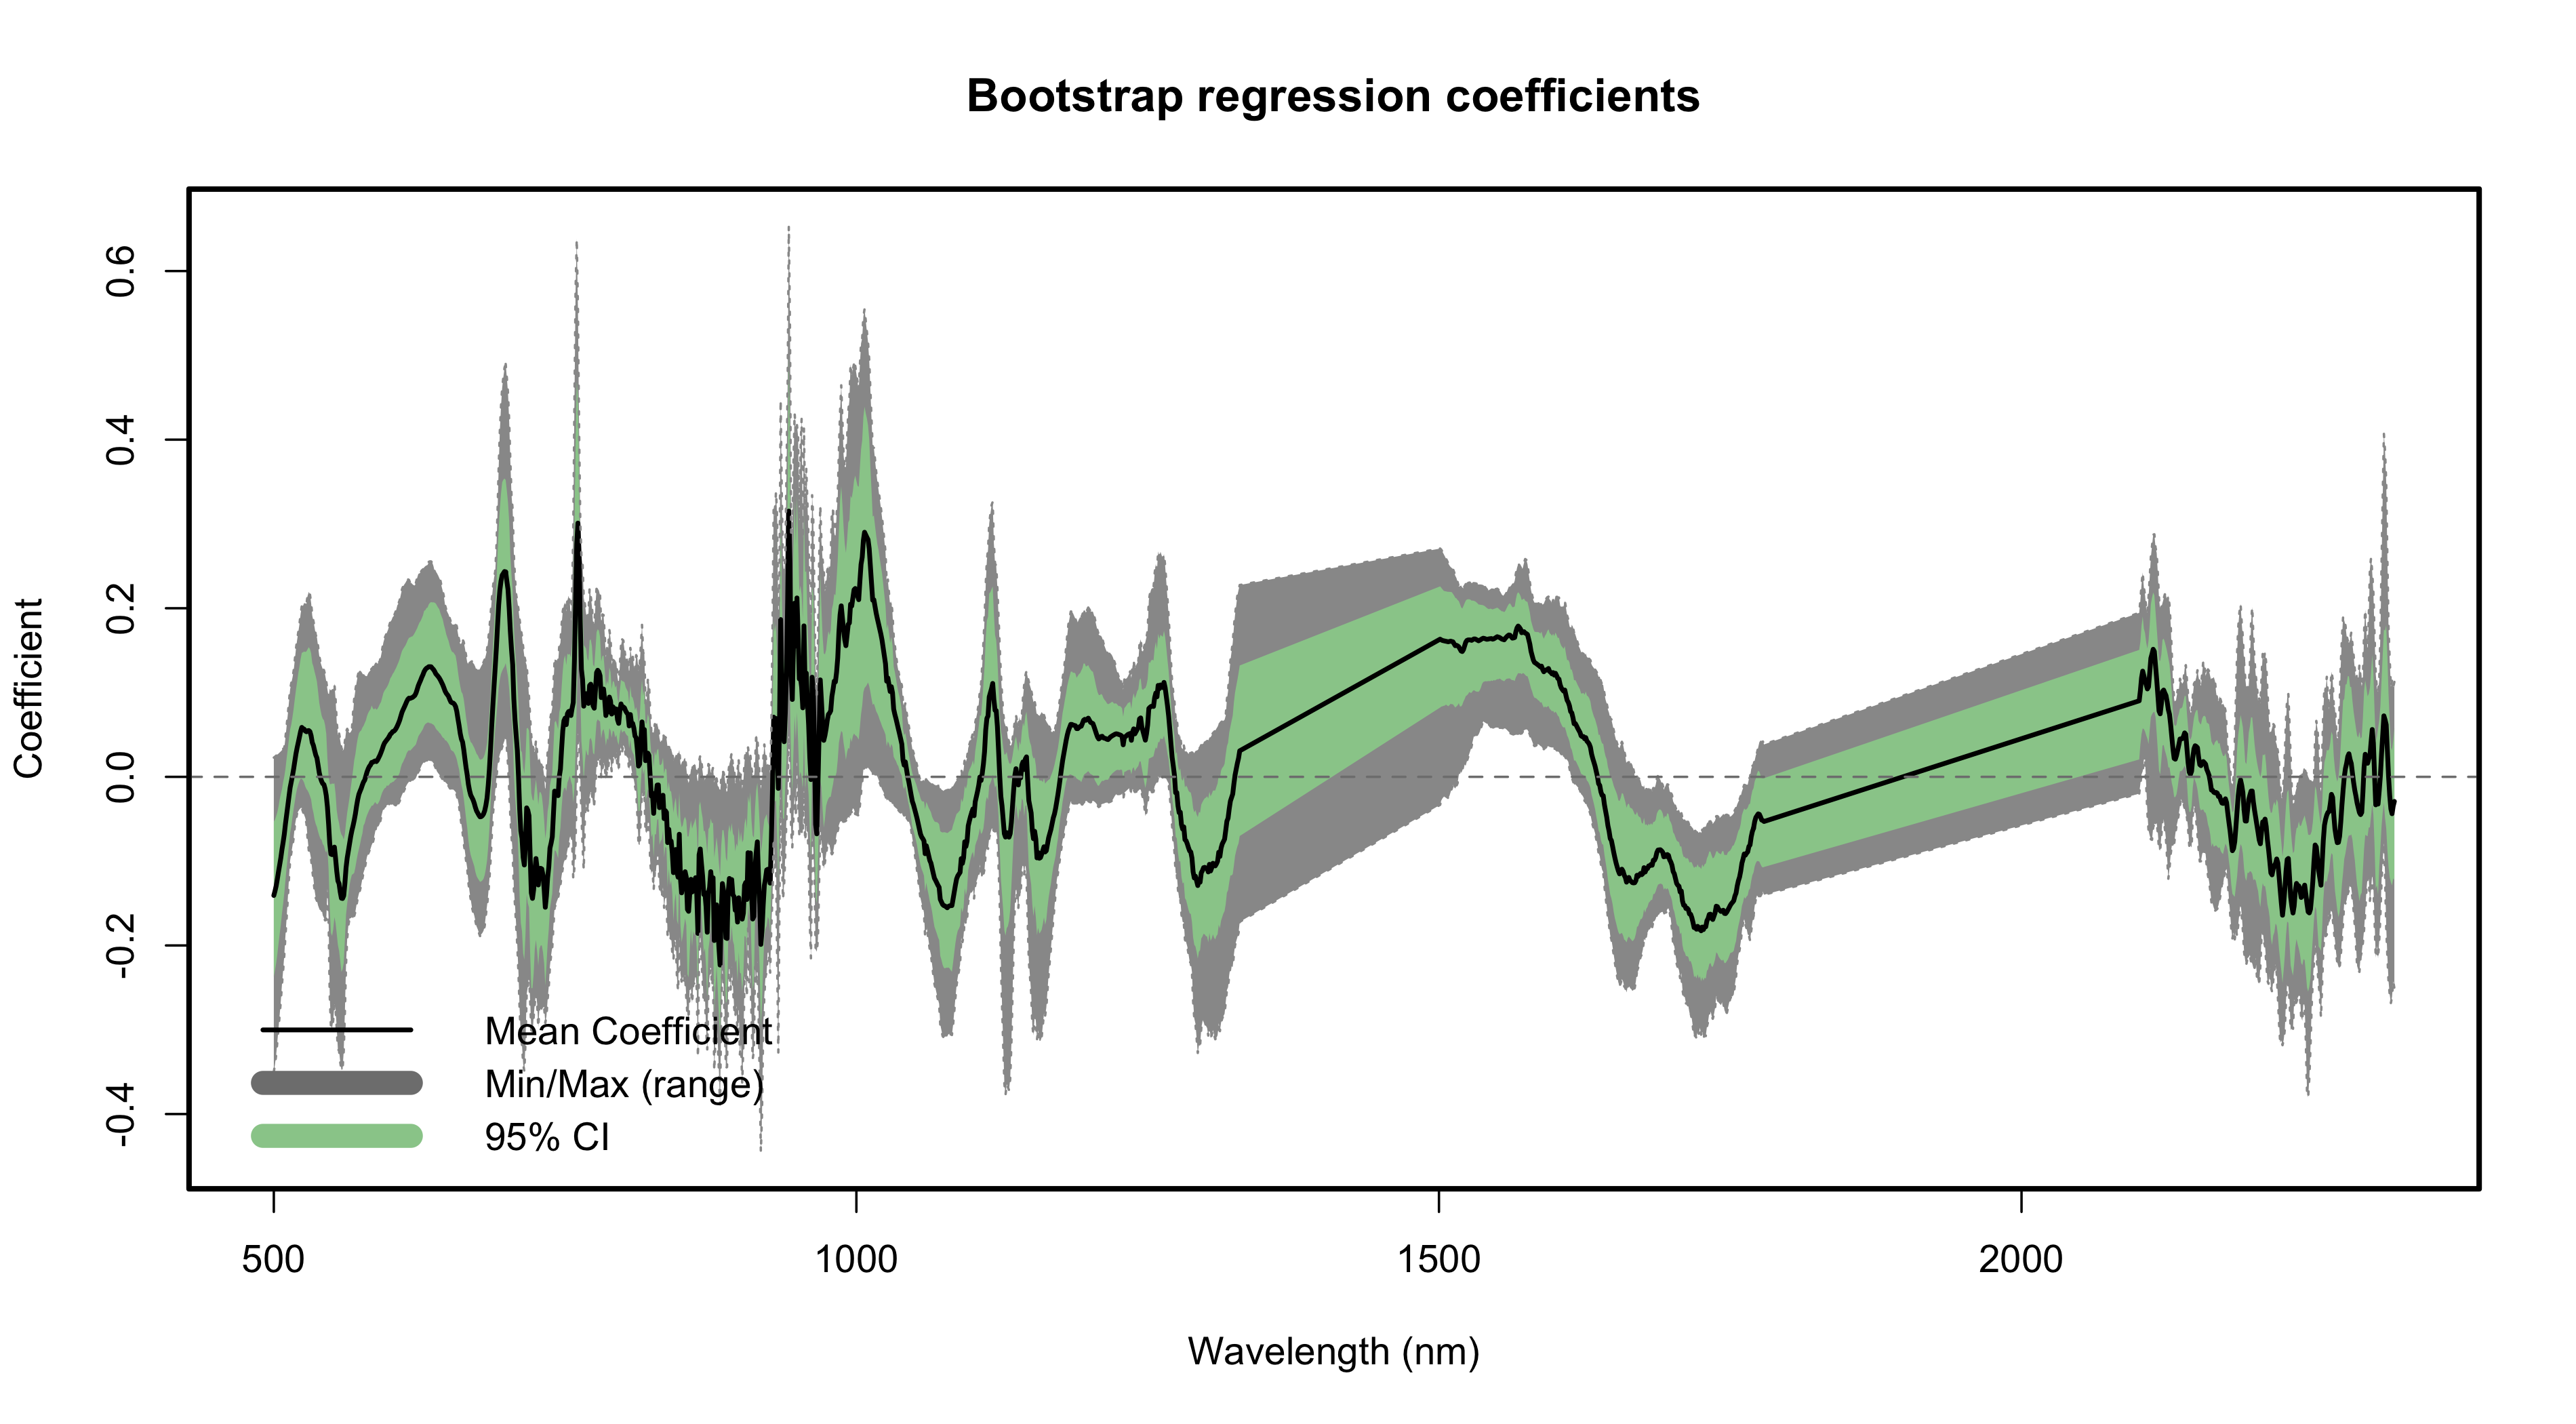 Bootstrap regression coefficients
Coefficient
0.6
0.4
0.2
0.0
-0.2
-0.4
Mean Coefficient
Min/Max (range)
95% CI
500 1000 1500 2000
Wavelength (nm)